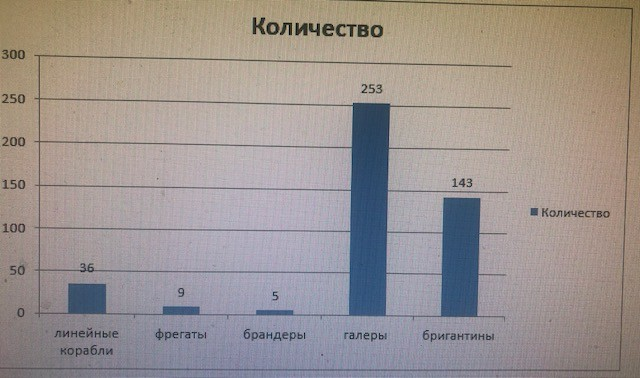 Количество
300
250
200
150
100
50
0
36
9
5
253
143
линейные
корабли
фрегаты
брандеры
галеры
бригантины
Количество